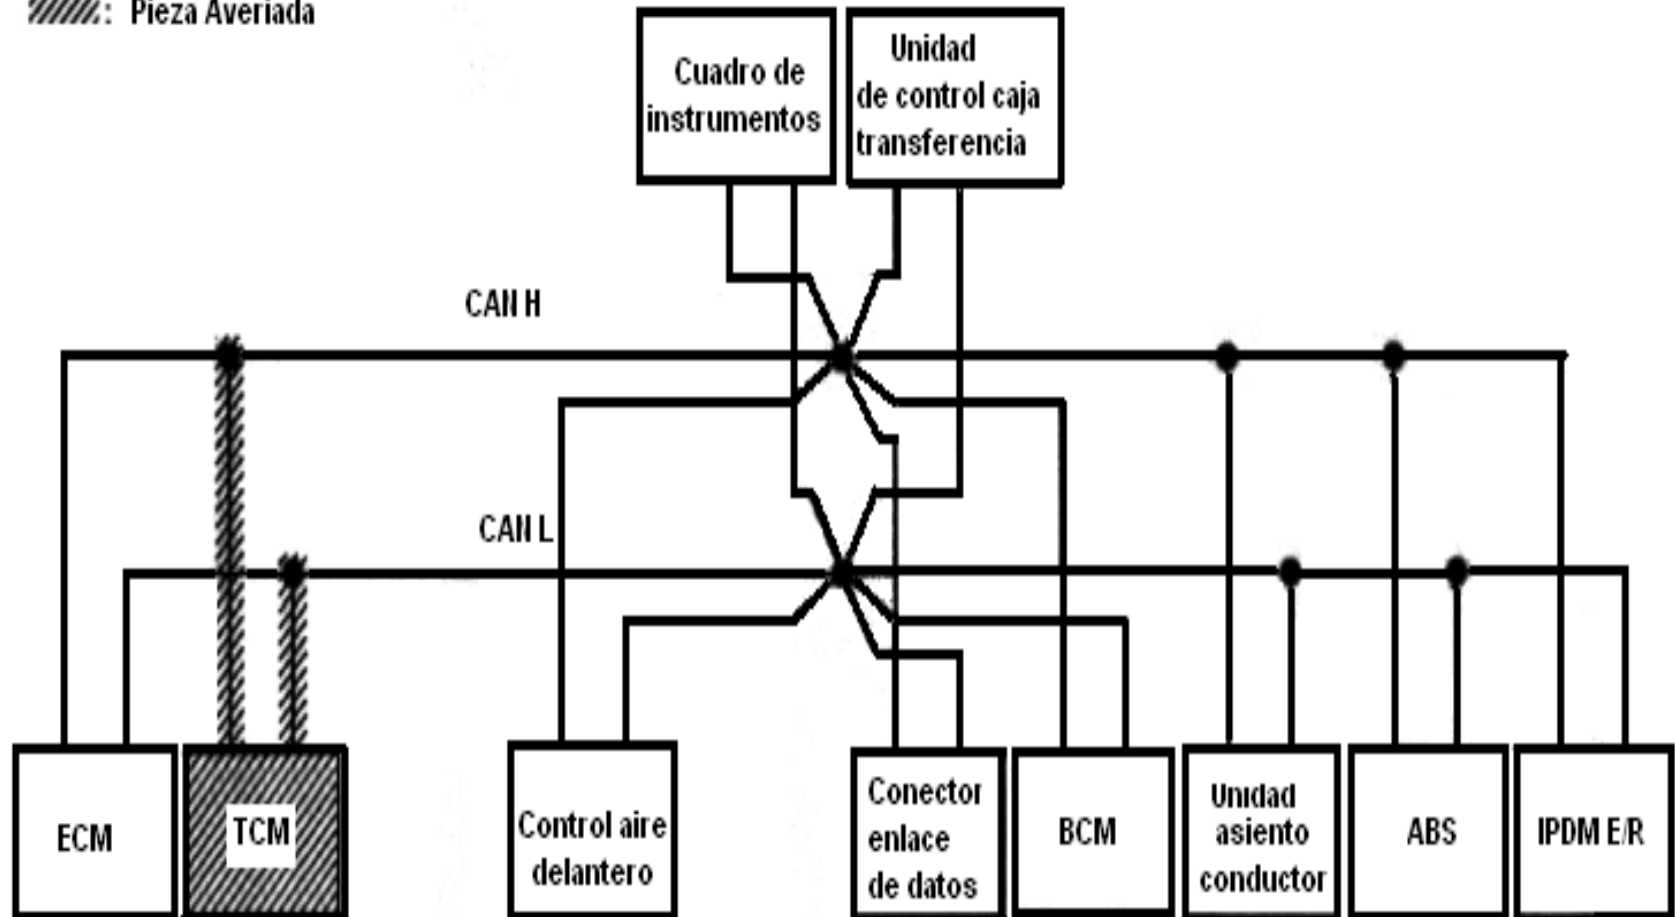 : Pieza Averiada
Cuadro de
instrumentos
Unidad
de control caja
transferencia
CAN H
CAN L
ECM
TCM
Control aire
delantero
Conector
enlace
de datos
BCM
Unidad
asiento
conductor
ABS
IPDM E/R